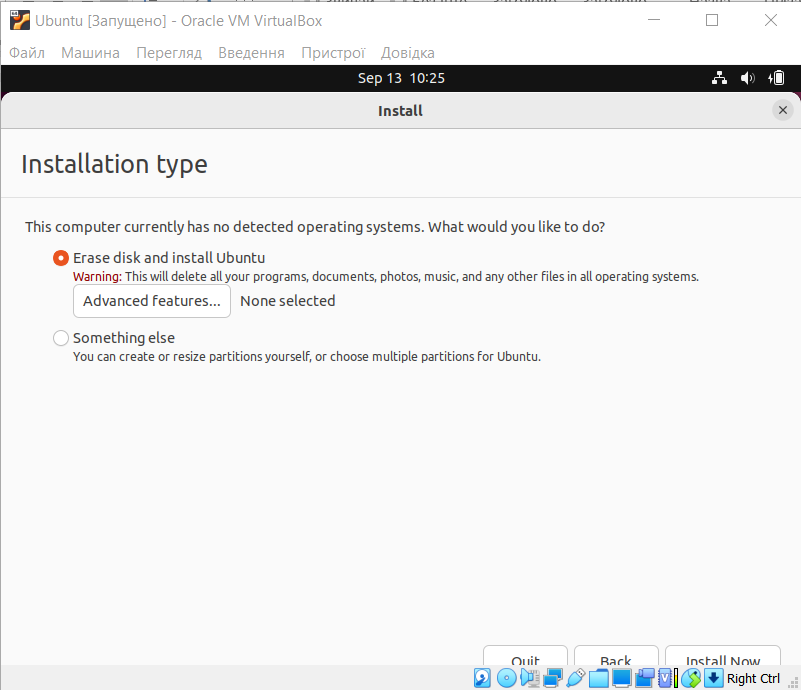 Ubuntu [Запущено] - Oracle VM VirtualBox
Файл Машина Перегляд Введення Пристрої Довідка
Sep 13 10:25
Install
Installation type
This computer currently has no detected operating systems. What would you like to do?
Erase disk and install Ubuntu
Warning: This will delete all your programs, documents, photos, music, and any other files in all operating systems.
Advanced features... None selected
Something else
You can create or resize partitions yourself, or choose multiple partitions for Ubuntu.
Quit Back Install Now
Right Ctrl